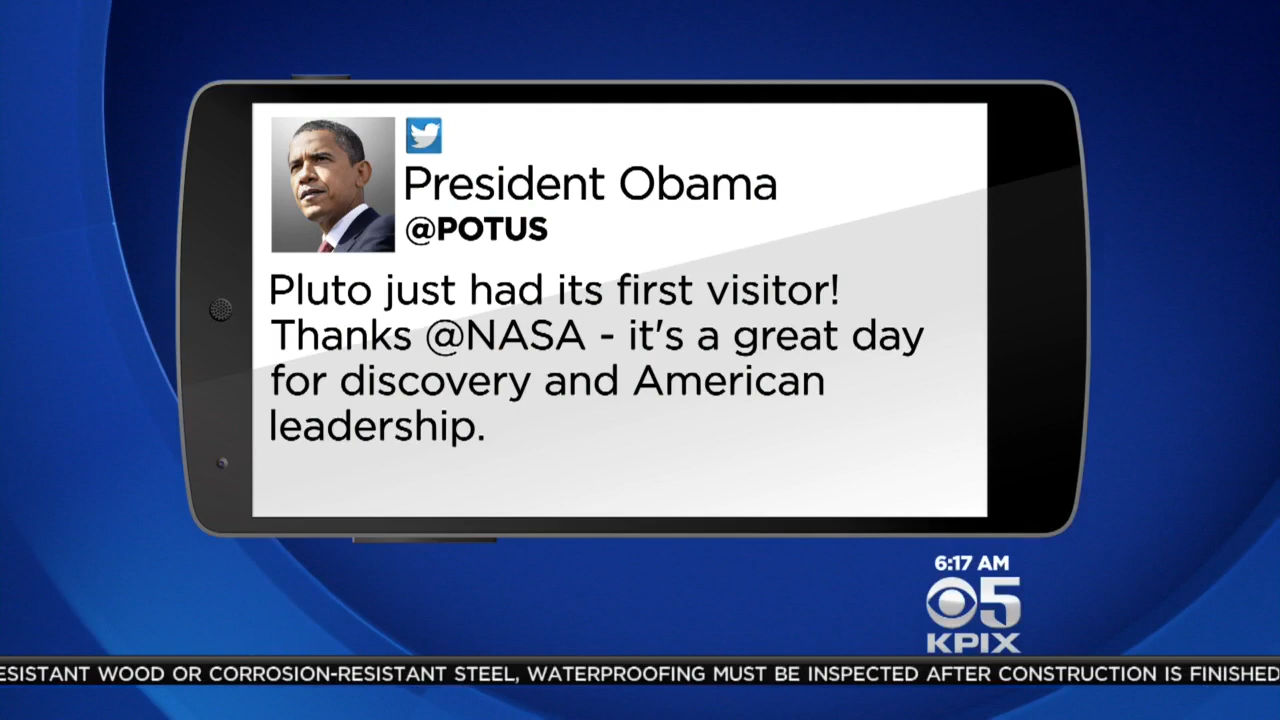 President Obama
@POTUS
Pluto just had its first visitor!
Thanks @NASA - it's a great day
for discovery and American
leadership.
6:17 AM
5
KPIX
ESISTANT WOOD OR CORROSION-RESISTANT STEEL, WATERPROOFING MUST BE INSPECTED AFTER CONSTRUCTION IS FINISHED